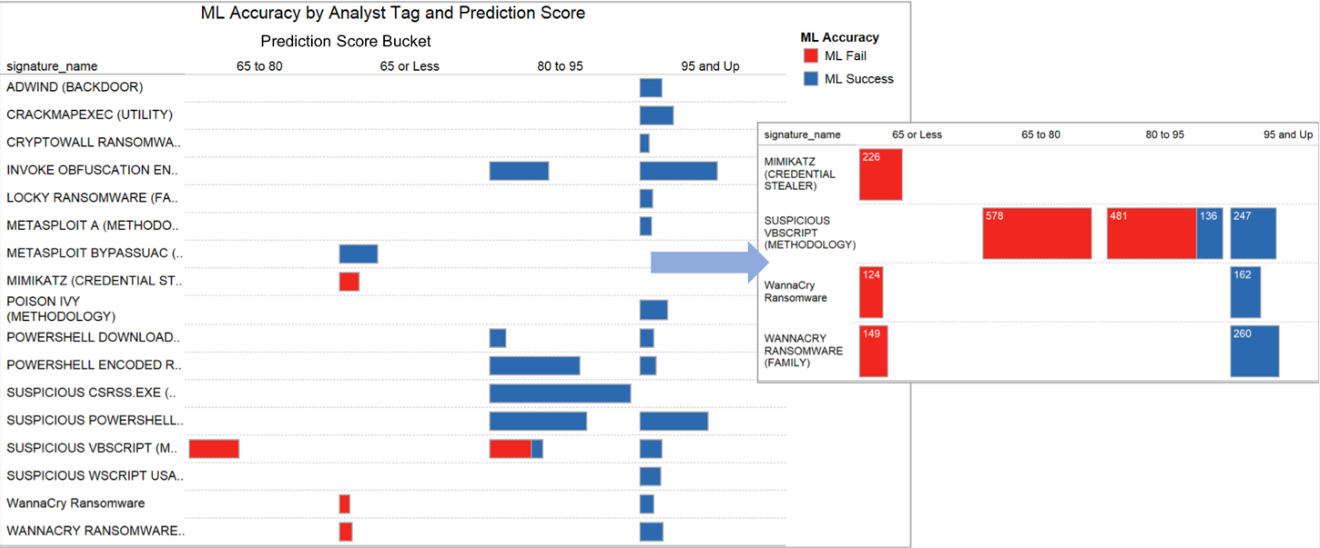 ML Accuracy by Analyst Tag and Prediction Score
Prediction Score Bucket
signature_name 65 to 80 65 or Less 80 to 95 95 and Up
ADWIND (BACKDOOR)
CRACKMAPEXEC (UTILITY)
CRYPTOWALL RANSOMWA..
INVOKE OBFUSCATION EN..
LOCKY RANSOMWARE (FA..
METASPLOIT A (METHODO..
METASPLOIT BYPASSUAC (..
MIMIKATZ (CREDENTIAL ST..
POISON IVY
(METHODOLOGY)
POWERSHELL DOWNLOAD..
POWERSHELL ENCODED R..
SUSPICIOUS CSRSS.EXE (..
SUSPICIOUS POWERSHELL..
SUSPICIOUS VBSCRIPT (M..
SUSPICIOUS WSCRIPT USA..
WannaCry Ransomware
WANNACRY RANSOMWARE..
ML Accuracy
ML Fail
ML Success
signature_name 65 or Less 65 to 80 80 to 95 95 and Up
MIMIKATZ
(CREDENTIAL
STEALER)
226
SUSPICIOUS
VBSCRIPT
(METHODOLOGY)
578 481 136 247
WannaCry
Ransomware
124 162
WANNACRY
RANSOMWARE
(FAMILY)
149 260